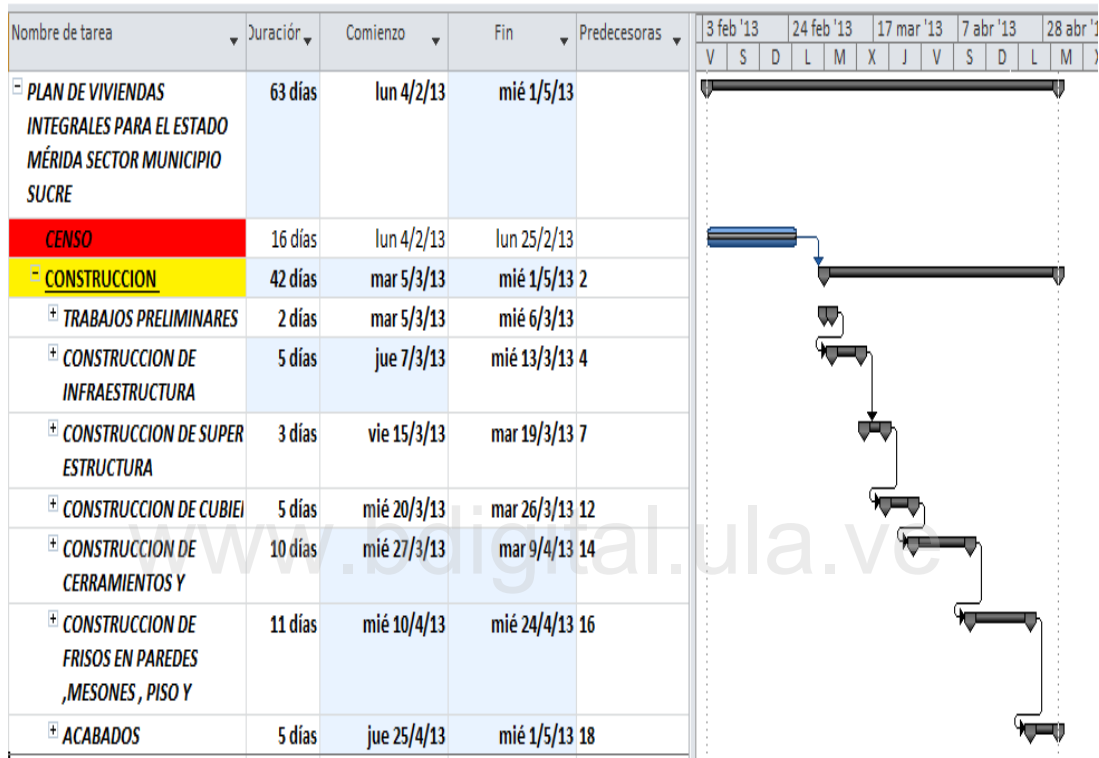 Nombre de tarea Duración Comienzo Fin Predecesoras 3 feb '13 24 feb '13 17 mar '13 7 abr '13 28 abr '1
V S D L M X J V S D L M X
PLAN DE VIVIENDAS 63 días lun 4/2/13 mié 1/5/13
INTEGRALES PARA EL ESTADO
MÉRIDA SECTOR MUNICIPIO
SUCRE
CENSO 16 días lun 4/2/13 lun 25/2/13
CONSTRUCCION 42 días mar 5/3/13 mié 1/5/13 2
TRABAJOS PRELIMINARES 2 días mar 5/3/13 mié 6/3/13
CONSTRUCCION DE 5 días jue 7/3/13 mié 13/3/13 4
INFRAESTRUCTURA
CONSTRUCCION DE SUPER 3 días vie 15/3/13 mar 19/3/13 7
ESTRUCTURA
CONSTRUCCION DE CUBIEI 5 días mié 20/3/13 mar 26/3/13 12
www.bdigital.ula.ve
CONSTRUCCION DE 10 días mié 27/3/13 mar 9/4/13 14
CERRAMIENTOS Y
CONSTRUCCION DE 11 días mié 10/4/13 mié 24/4/13 16
FRISOS EN PAREDES
,MESONES , PISO Y
ACABADOS 5 días jue 25/4/13 mié 1/5/13 18